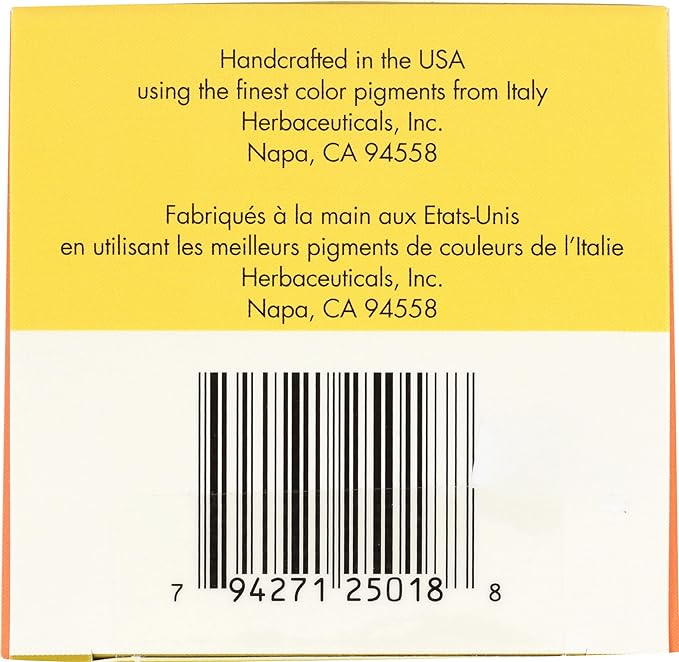 Handcrafted in the USA
using the finest color pigments from Italy
Herbaceuticals, Inc.
Napa, CA 94558
Fabriqués à la main aux Etats-Unis
en utilisant les meilleurs pigments de couleurs de l'Italie
Herbaceuticals, Inc.
Napa, CA 94558
7 94271 25018 8